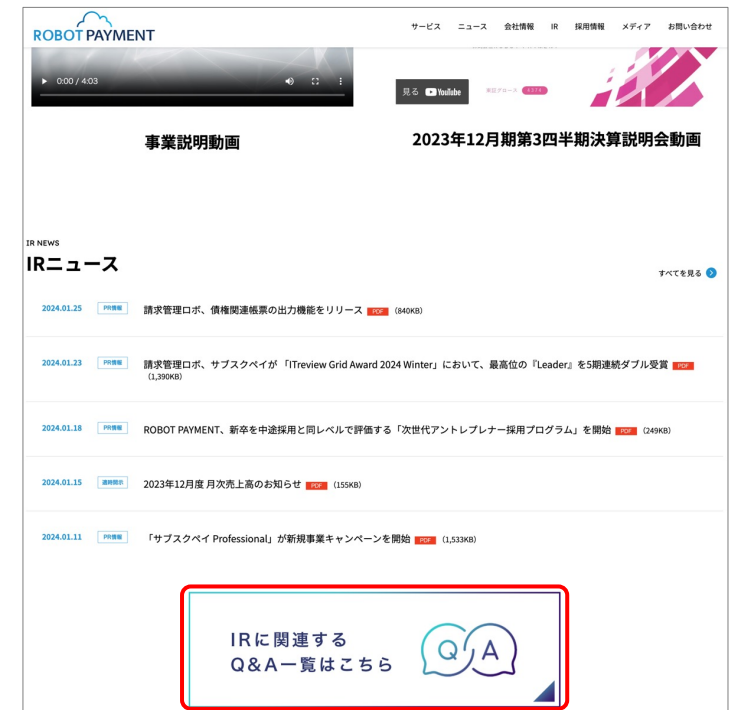 ROBOT PAYMENT
サービス ニュース 会社情報 IR 採用情報 メディア お問い合わせ
0:00 / 4:03
見る YouTube
東証グロース 4374
事業説明動画
2023年12月期第3四半期決算説明会動画
IR NEWS
IRニュース
すべてを見る
2024.01.25 PR情報 請求管理ロボ、債権関連帳票の出力機能をリリース PDF (840KB)
2024.01.23 PR情報 請求管理ロボ、サブスクペイが 「ITreview Grid Award 2024 Winter」において、最高位の『Leader』を5期連続ダブル受賞 PDF
(1,390KB)
2024.01.18 PR情報 ROBOT PAYMENT、新卒を中途採用と同レベルで評価する「次世代アントレプレナー採用プログラム」を開始 PDF (249KB)
2024.01.15 適時開示 2023年12月度 月次売上高のお知らせ PDF (155KB)
2024.01.11 PR情報 「サブスクペイ Professional」が新規事業キャンペーンを開始 PDF (1,533KB)
IRに関連する
Q&A一覧はこちら
Q A